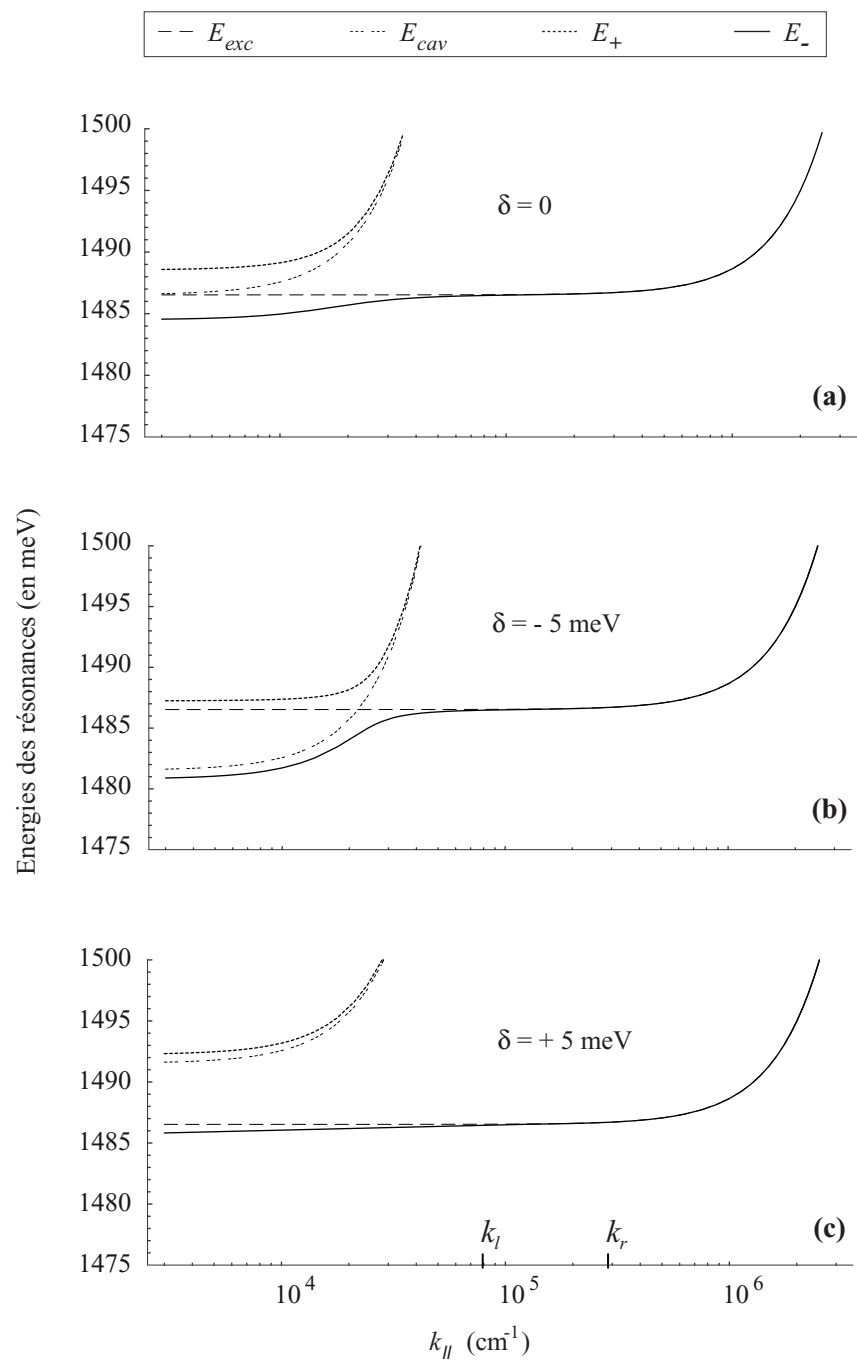 E_exc E_cav E_+ E_-
1500
1495
1490
1485
1480
1475
δ = 0
(a)
Energies des résonances (en meV)
1500
1495
1490
1485
1480
1475
δ = - 5 meV
(b)
1500
1495
1490
1485
1480
1475
δ = + 5 meV
(c)
k_l k_r
10^4 10^5 10^6
k_// (cm^-1)